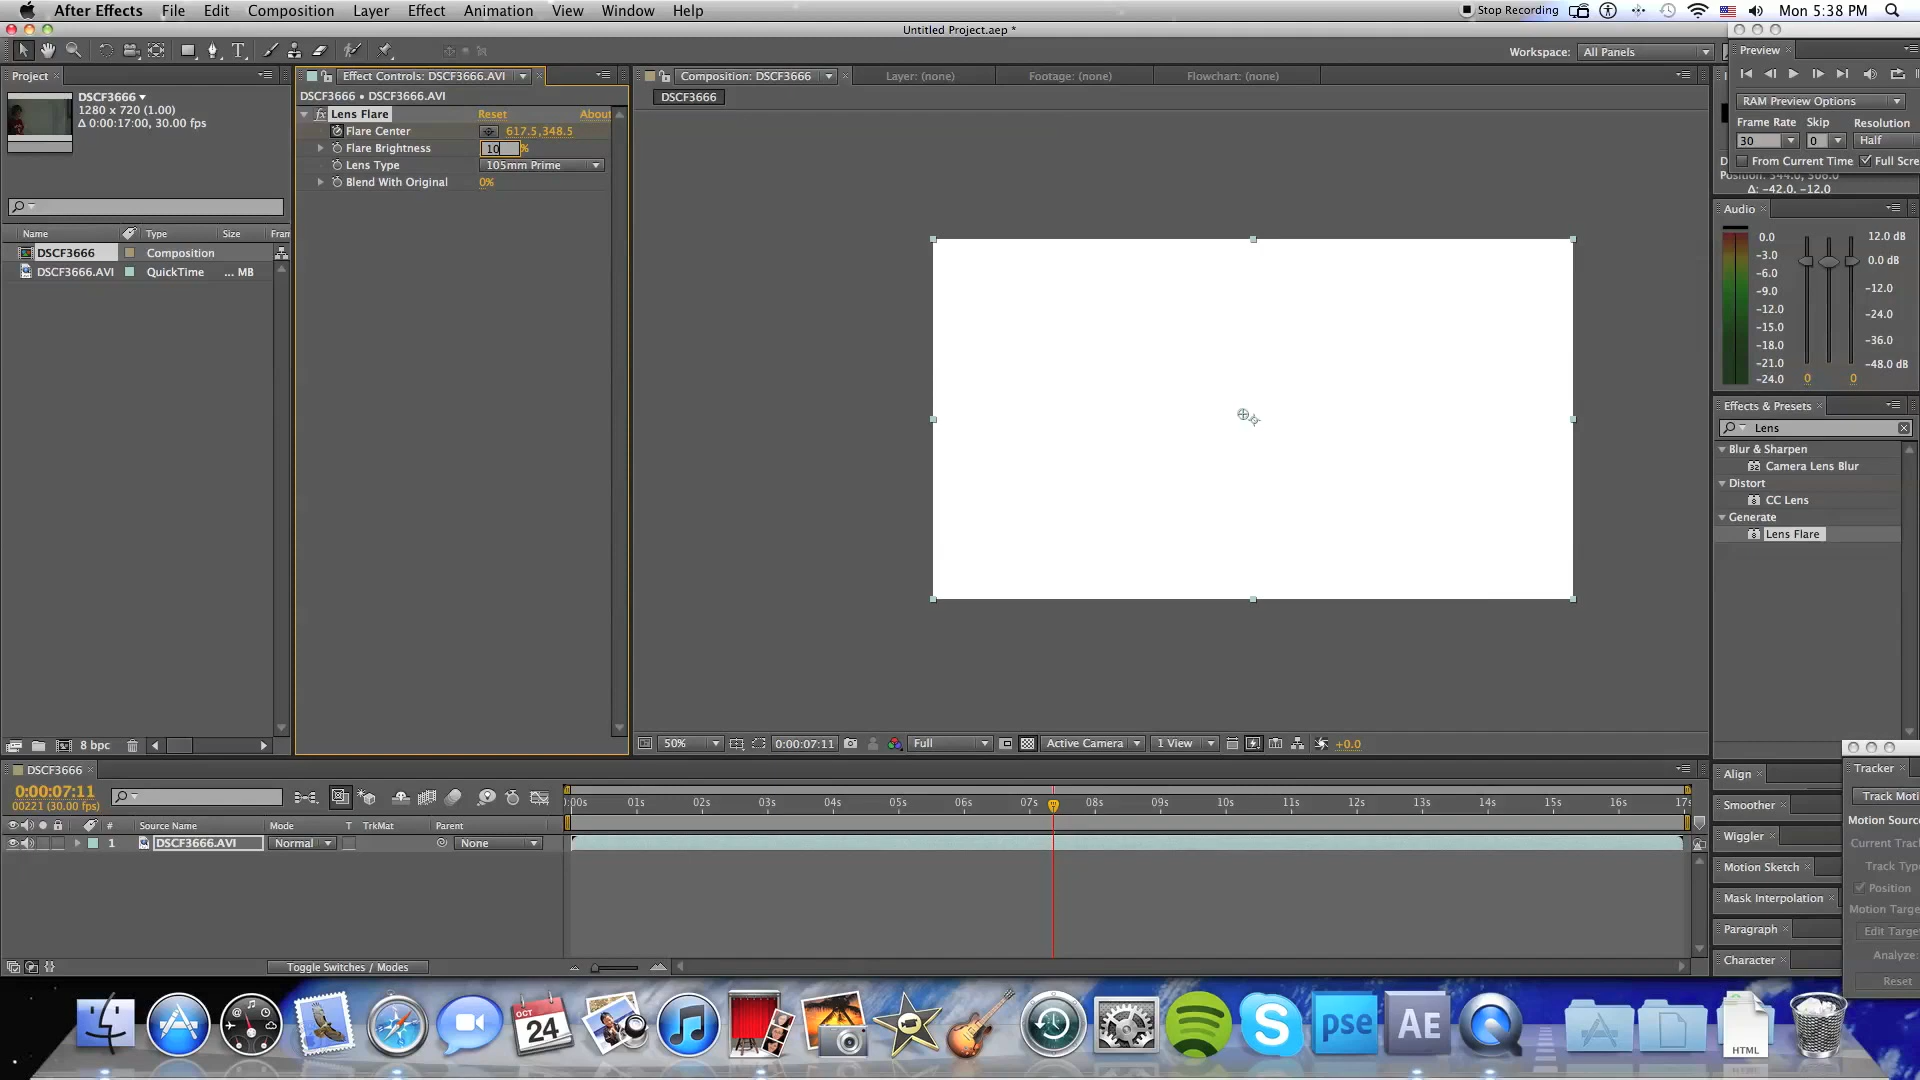 After Effects File Edit Composition Layer Effect Animation View Window Help Stop Recording Mon 5:38 PM
Untitled Project.aep *
Workspace: All Panels
Preview
RAM Preview Options
Frame Rate Skip Resolution
30 0 Half
From Current Time Full Scre
Δ: -42.0, -12.0
Project
DSCF3666
1280 x 720 (1.00)
Δ 0:00:17:00, 30.00 fps
Name Type Size Fram
DSCF3666 Composition
DSCF3666.AVI QuickTime ... MB
8 bpc
Effect Controls: DSCF3666.AVI
DSCF3666 • DSCF3666.AVI
fx Lens Flare Reset About
Flare Center 617.5,348.5
Flare Brightness 10 %
Lens Type 105mm Prime
Blend With Original 0%
Composition: DSCF3666 Layer: (none) Footage: (none) Flowchart: (none)
DSCF3666
50% 0:00:07:11 Full Active Camera 1 View +0.0
Audio
0.0 12.0 dB
-3.0 0.0 dB
-6.0
-9.0 -12.0
-12.0 -24.0
-15.0
-18.0 -36.0
-21.0 -48.0 dB
-24.0 0 0
Effects & Presets
Lens
Blur & Sharpen
Camera Lens Blur
Distort
CC Lens
Generate
Lens Flare
Align
Smoother
Wiggler
Motion Sketch
Mask Interpolation
Paragraph
Character
Tracker
Track Moti
Motion Sourc
Current Trac
Track Type
Position
Motion Targe
Edit Targe
Analyze:
Reset
DSCF3666
0:00:07:11
00221 (30.00 fps)
:00s 01s 02s 03s 04s 05s 06s 07s 08s 09s 10s 11s 12s 13s 14s 15s 16s 17s
# Source Name Mode T TrkMat Parent
1 DSCF3666.AVI Normal None
Toggle Switches / Modes
OCT
24
pse
AE
HTML